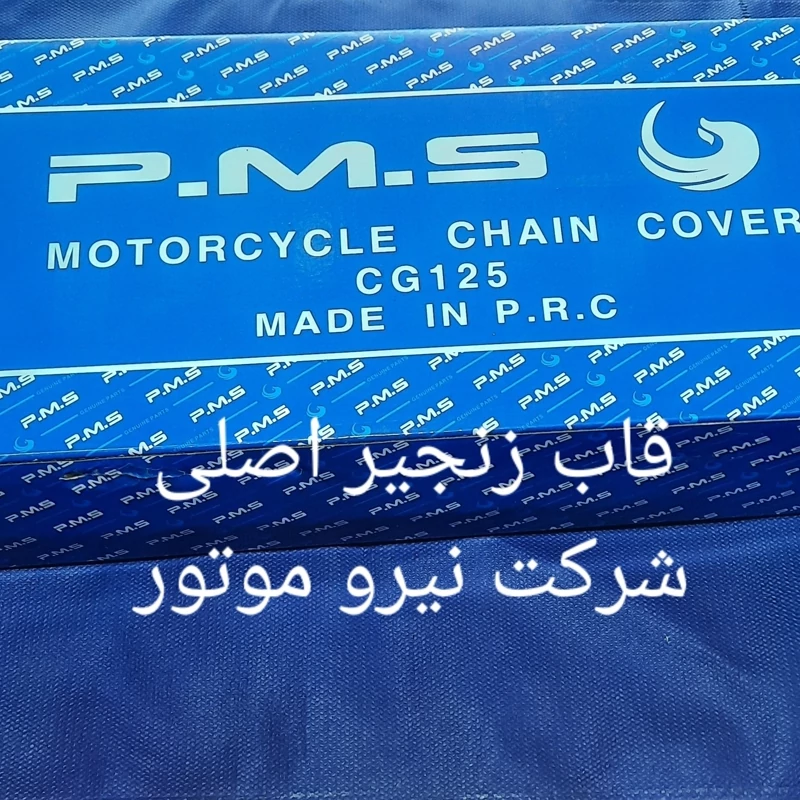 P.M.S
MOTORCYCLE CHAIN COVER
CG125
MADE IN P.R.C
قاب زنجیر اصلی
شرکت نیرو موتور